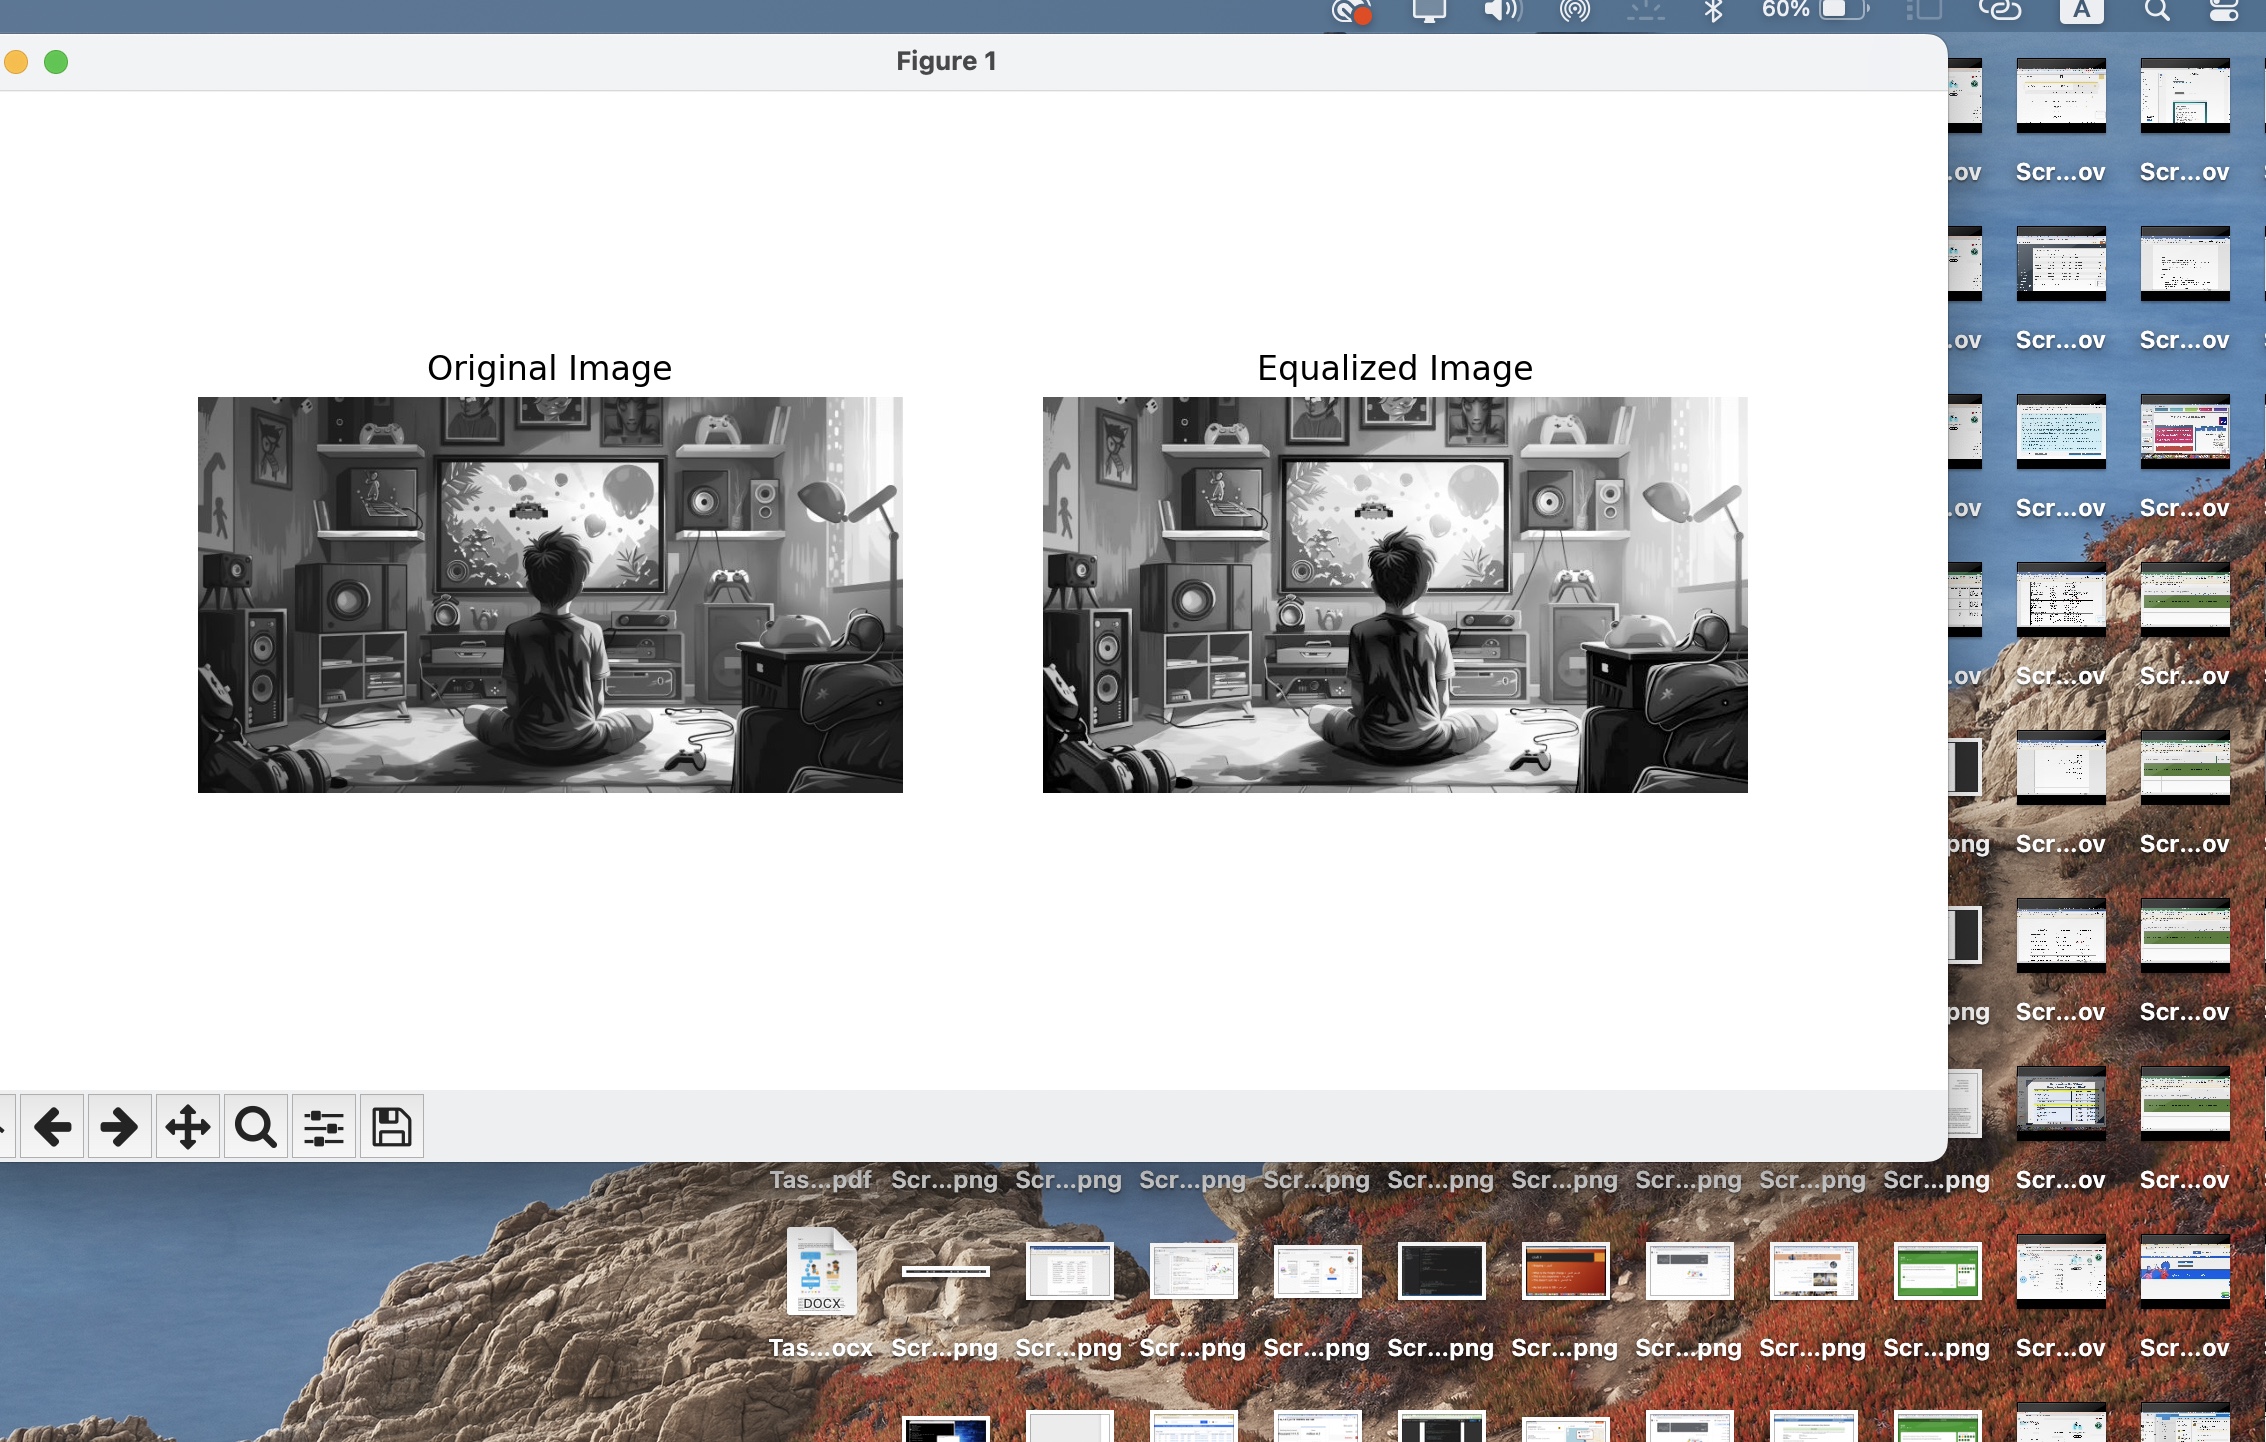 60%
A
Figure 1
Original Image
Equalized Image
.ov Scr...ov Scr...ov
.ov Scr...ov Scr...ov
.ov Scr...ov Scr...ov
.ov Scr...ov Scr...ov
png Scr...ov Scr...ov
png Scr...ov Scr...ov
Tas...pdf Scr...png Scr...png Scr...png Scr...png Scr...png Scr...png Scr...png Scr...png Scr...png Scr...ov Scr...ov
DOCX
Tas...ocx Scr...png Scr...png Scr...png Scr...png Scr...png Scr...png Scr...png Scr...png Scr...png Scr...ov Scr...ov